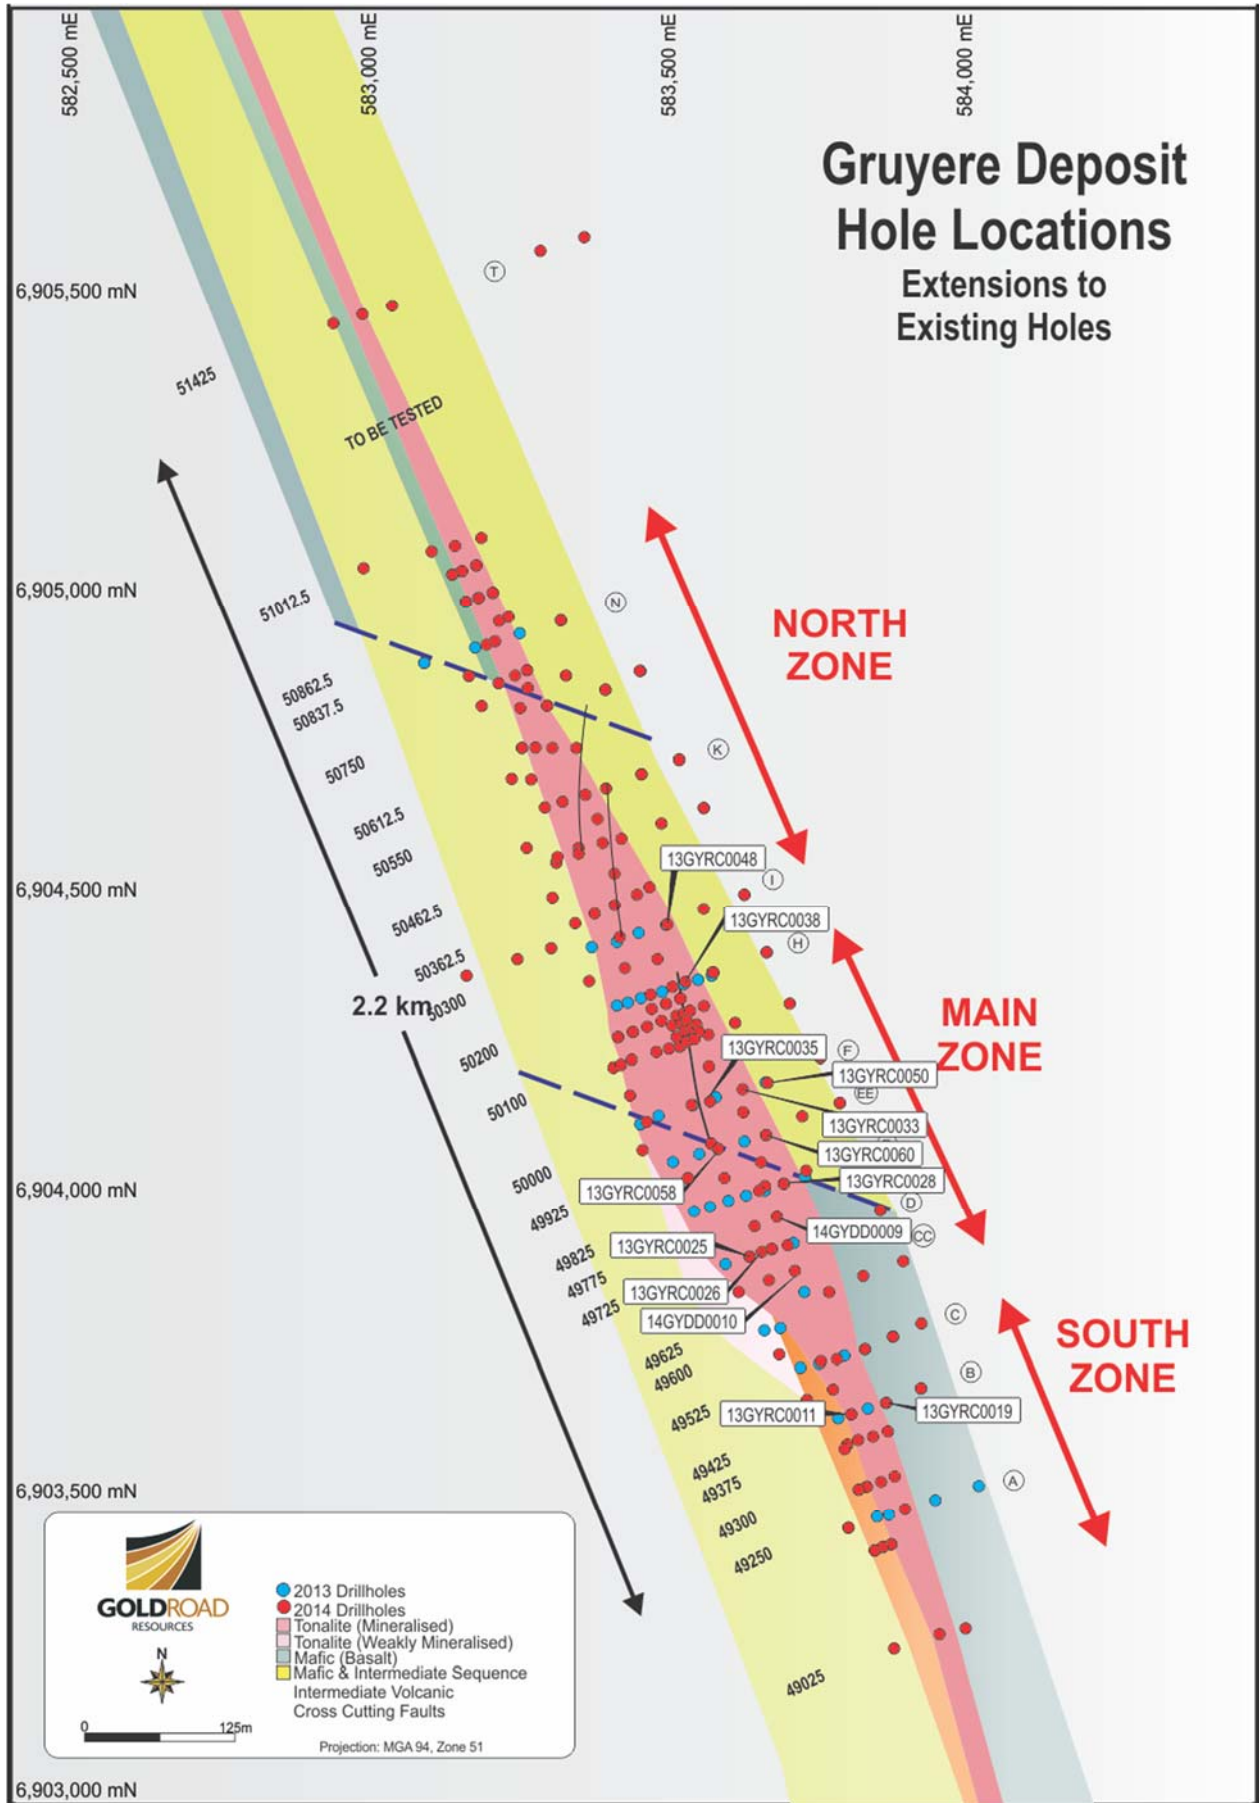 582,500 mE
583,000 mE
583,500 mE
584,000 mE
Gruyere Deposit
Hole Locations
Extensions to
Existing Holes
T
6,905,500 mN
51425
TO BE TESTED
6,905,000 mN
51012.5
N
NORTH
ZONE
50862.5
50837.5
K
50750
50612.5
50550
13GYRC0048
I
6,904,500 mN
50462.5
13GYRC0038
H
50362.5
2.2 km
50300
MAIN
ZONE
13GYRC0035
F
50200
13GYRC0050
EE
50100
13GYRC0033
13GYRC0060
6,904,000 mN
50000
13GYRC0058
13GYRC0028
D
49925
14GYDD0009
CC
13GYRC0025
49825
49775
13GYRC0026
49725
14GYDD0010
C
SOUTH
ZONE
49625
49600
B
49525
13GYRC0011
13GYRC0019
49425
49375
A
6,903,500 mN
49300
49250
49025
GOLDROAD
RESOURCES
N
0
125m
2013 Drillholes
2014 Drillholes
Tonalite (Mineralised)
Tonalite (Weakly Mineralised)
Mafic (Basalt)
Mafic & Intermediate Sequence
Intermediate Volcanic
Cross Cutting Faults
Projection: MGA 94, Zone 51
6,903,000 mN